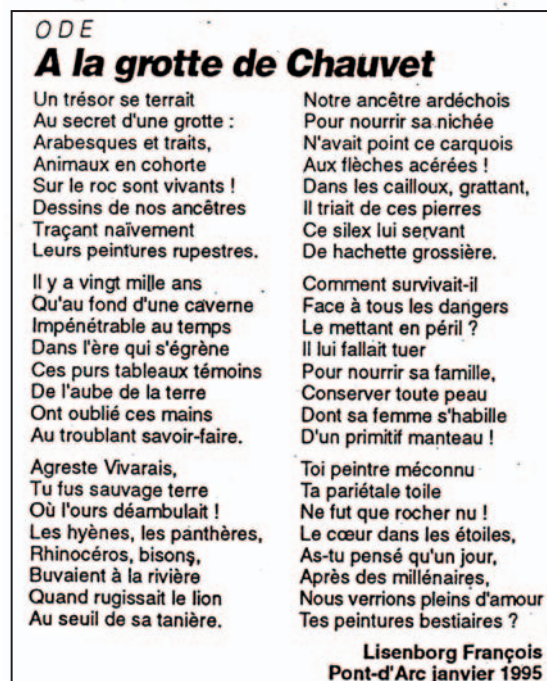 ODE
A la grotte de Chauvet
Un trésor se terrait
Au secret d'une grotte :
Arabesques et traits,
Animaux en cohorte
Sur le roc sont vivants !
Dessins de nos ancêtres
Traçant naïvement
Leurs peintures rupestres.
Il y a vingt mille ans
Qu'au fond d'une caverne
Impénétrable au temps
Dans l'ère qui s'égrène
Ces purs tableaux témoins
De l'aube de la terre
Ont oublié ces mains
Au troublant savoir-faire.
Agreste Vivarais,
Tu fus sauvage terre
Où l'ours déambulait !
Les hyènes, les panthères,
Rhinocéros, bisons,
Buvaient à la rivière
Quand rugissait le lion
Au seuil de sa tanière.
Notre ancêtre ardéchois
Pour nourrir sa nichée
N'avait point ce carquois
Aux flèches acérées !
Dans les cailloux, grattant,
Il triait de ces pierres
Ce silex lui servant
De hachette grossière.
Comment survivait-il
Face à tous les dangers
Le mettant en péril ?
Il lui fallait tuer
Pour nourrir sa famille,
Conserver toute peau
Dont sa femme s'habille
D'un primitif manteau !
Toi peintre méconnu
Ta pariétale toile
Ne fut que rocher nu !
Le cœur dans les étoiles,
As-tu pensé qu'un jour,
Après des millénaires,
Nous verrions pleins d'amour
Tes peintures bestiaires ?
Lisenborg François
Pont-d'Arc janvier 1995